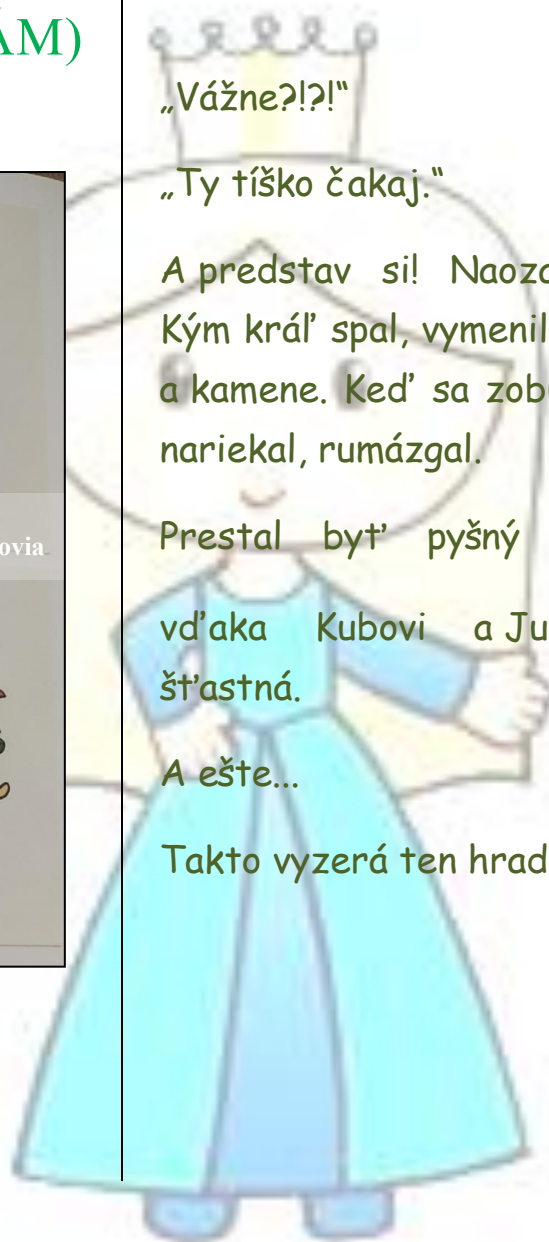 ÁM)
ovia
„Vážne?!?!“
„Ty tíško čakaj.“
A predstav si! Naoza
Kým kráľ spal, vymenil
a kamene. Keď sa zob
nariekal, rumázgal.
Prestal byť pyšný
vďaka Kubovi a Ju
šťastná.
A ešte...
Takto vyzerá ten hrad